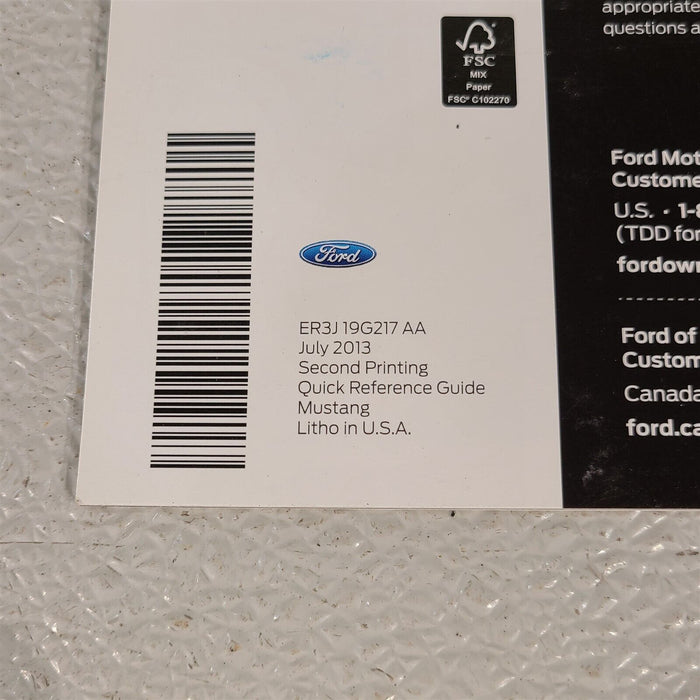 appropriate
questions a
FSC
MIX
Paper
FSC® C102270
Ford
ER3J 19G217 AA
July 2013
Second Printing
Quick Reference Guide
Mustang
Litho in U.S.A.
Ford Mot
Custome
U.S. • 1-8
(TDD for
fordown
Ford of
Custom
Canada
ford.ca